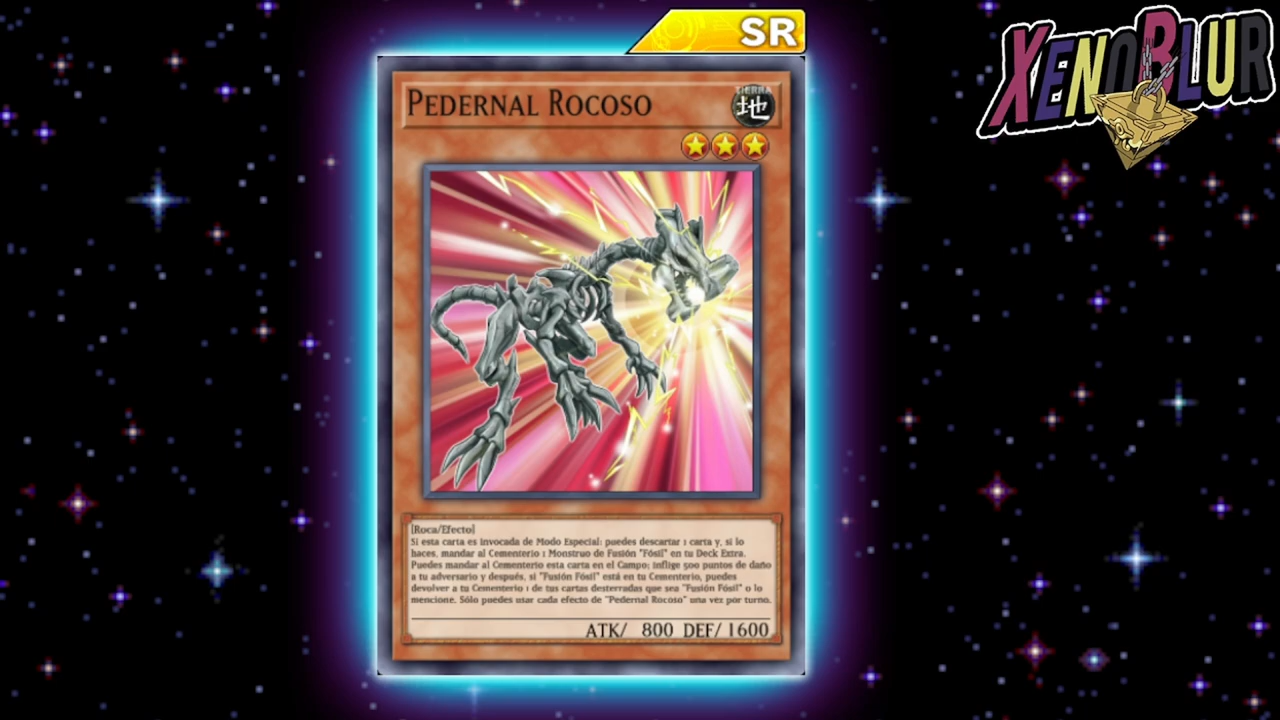 SR
XENOBLUR
PEDERNAL ROCOSO
TIERRA
地
[Roca/Efecto]
Si esta carta es invocada de Modo Especial: puedes descartar 1 carta y, si lo
haces, mandar al Cementerio 1 Monstruo de Fusión "Fósil" en tu Deck Extra.
Puedes mandar al Cementerio esta carta en el Campo; inflige 500 puntos de daño
a tu adversario y después, si "Fusión Fósil" está en tu Cementerio, puedes
devolver a tu Cementerio 1 de tus cartas desterradas que sea "Fusión Fósil" o lo
mencione. Sólo puedes usar cada efecto de "Pedernal Rocoso" una vez por turno.
ATK/ 800 DEF/ 1600